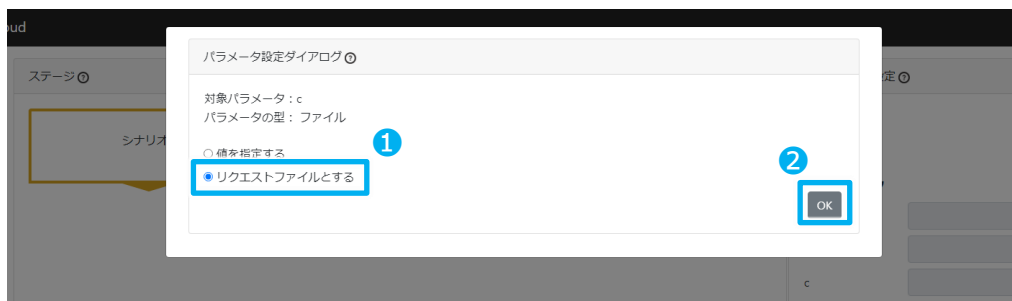 oud
パラメータ設定ダイアログ?
ステージ?
定?
対象パラメータ：c
パラメータの型： ファイル
シナリオ
1
値を指定する
2
リクエストファイルとする
OK
c